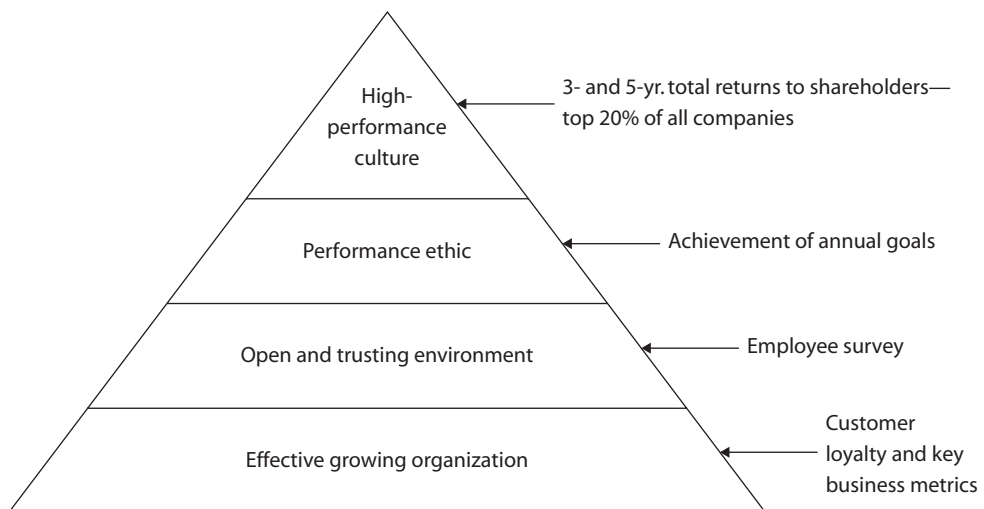 High-
performance
culture
3- and 5-yr. total returns to shareholders—
top 20% of all companies
Performance ethic
Achievement of annual goals
Open and trusting environment
Employee survey
Effective growing organization
Customer
loyalty and key
business metrics